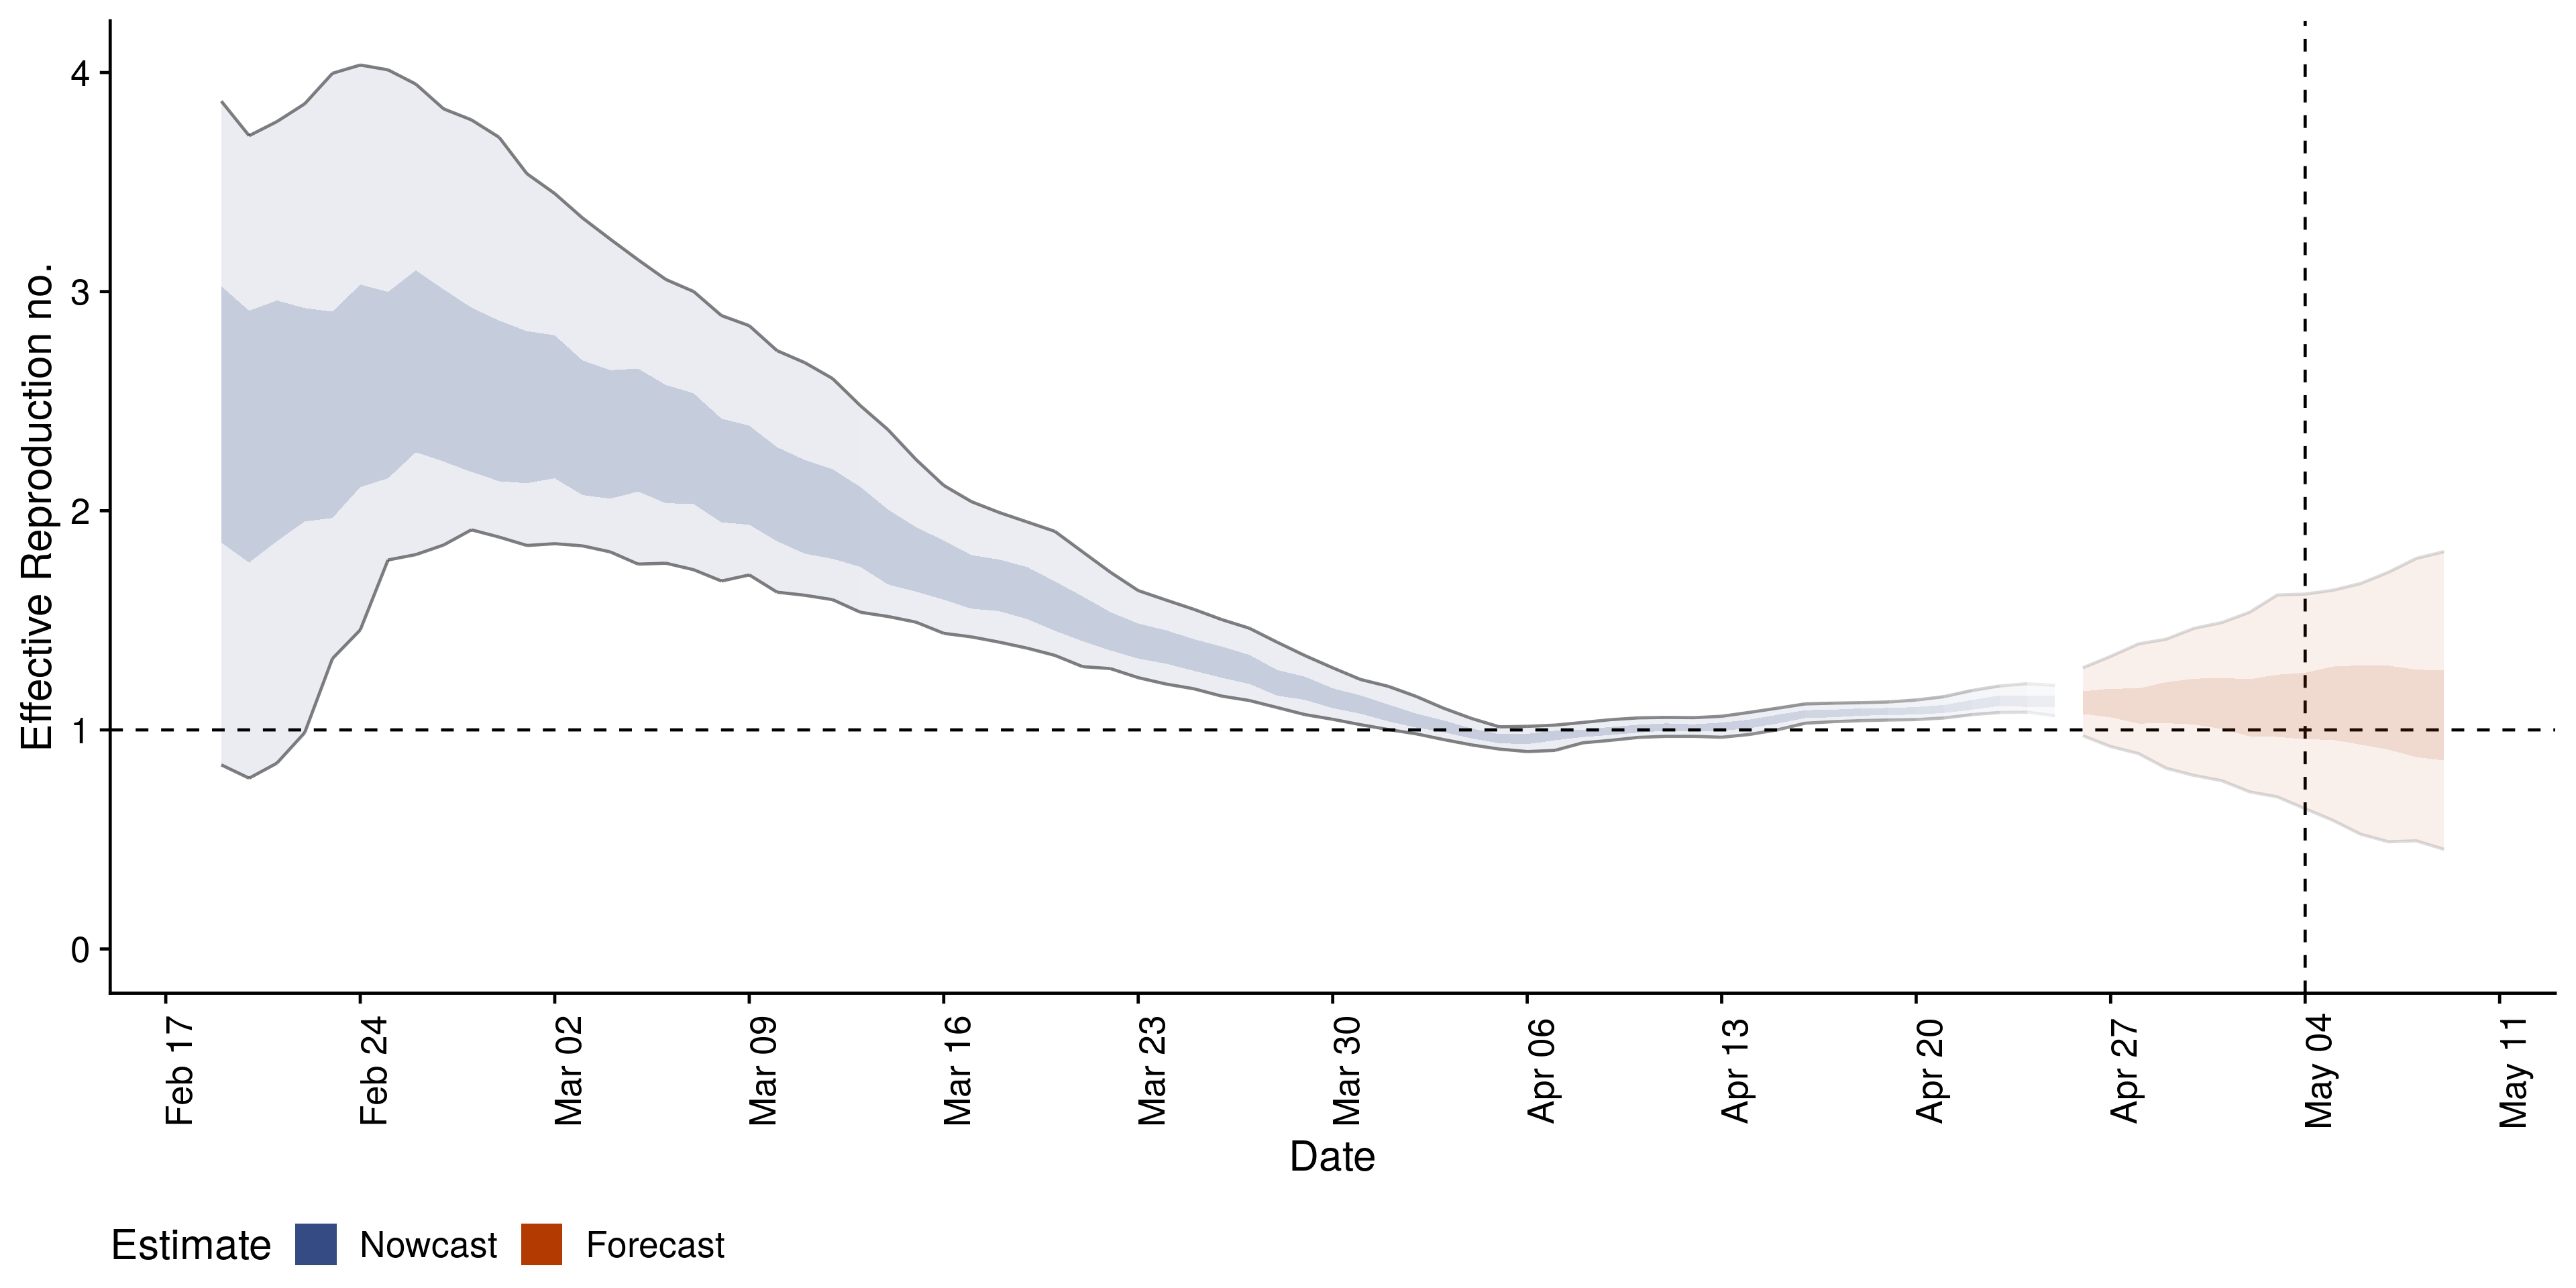 Effective Reproduction no.
4
3
2
1
0
Feb 17
Feb 24
Mar 02
Mar 09
Mar 16
Mar 23
Mar 30
Apr 06
Apr 13
Apr 20
Apr 27
May 04
May 11
Date
Estimate Nowcast Forecast